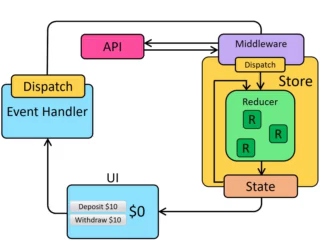 API
Middleware
Dispatch
Dispatch
Store
Event Handler
Reducer
R
R
R
UI
State
Deposit $10
$0
Withdraw $10